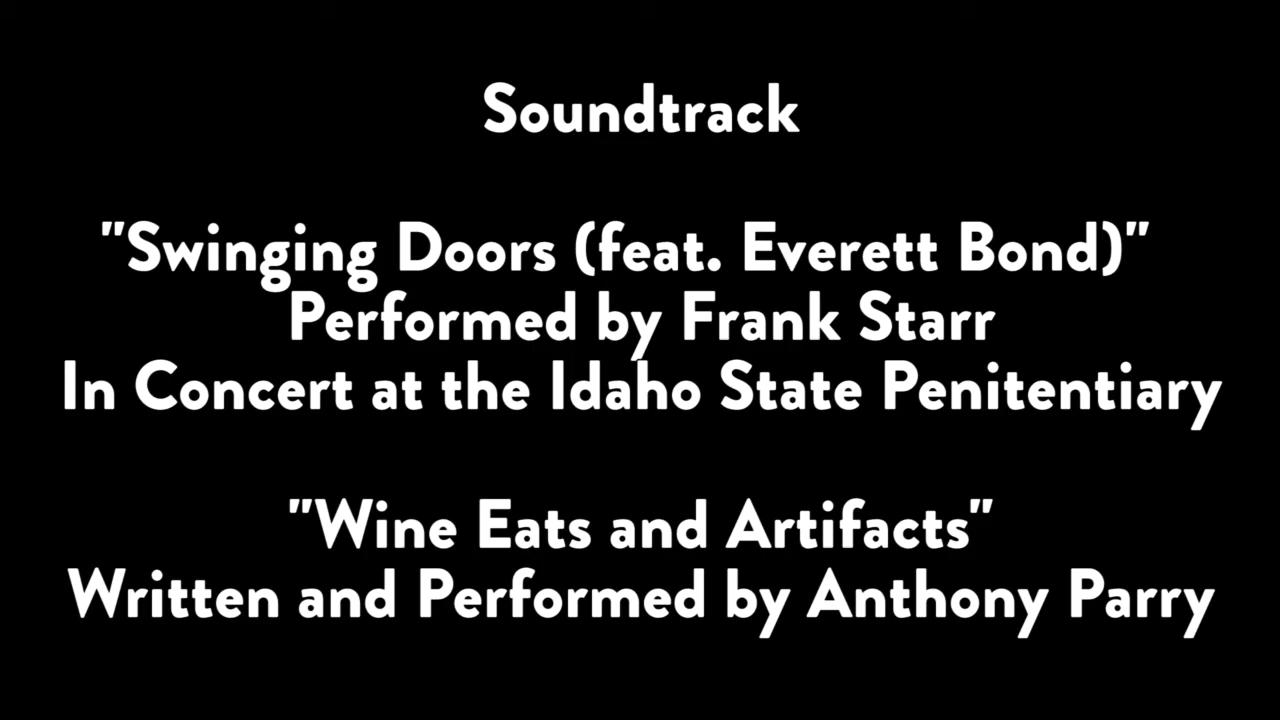 Soundtrack
"Swinging Doors (feat. Everett Bond)"
Performed by Frank Starr
In Concert at the Idaho State Penitentiary
"Wine Eats and Artifacts"
Written and Performed by Anthony Parry